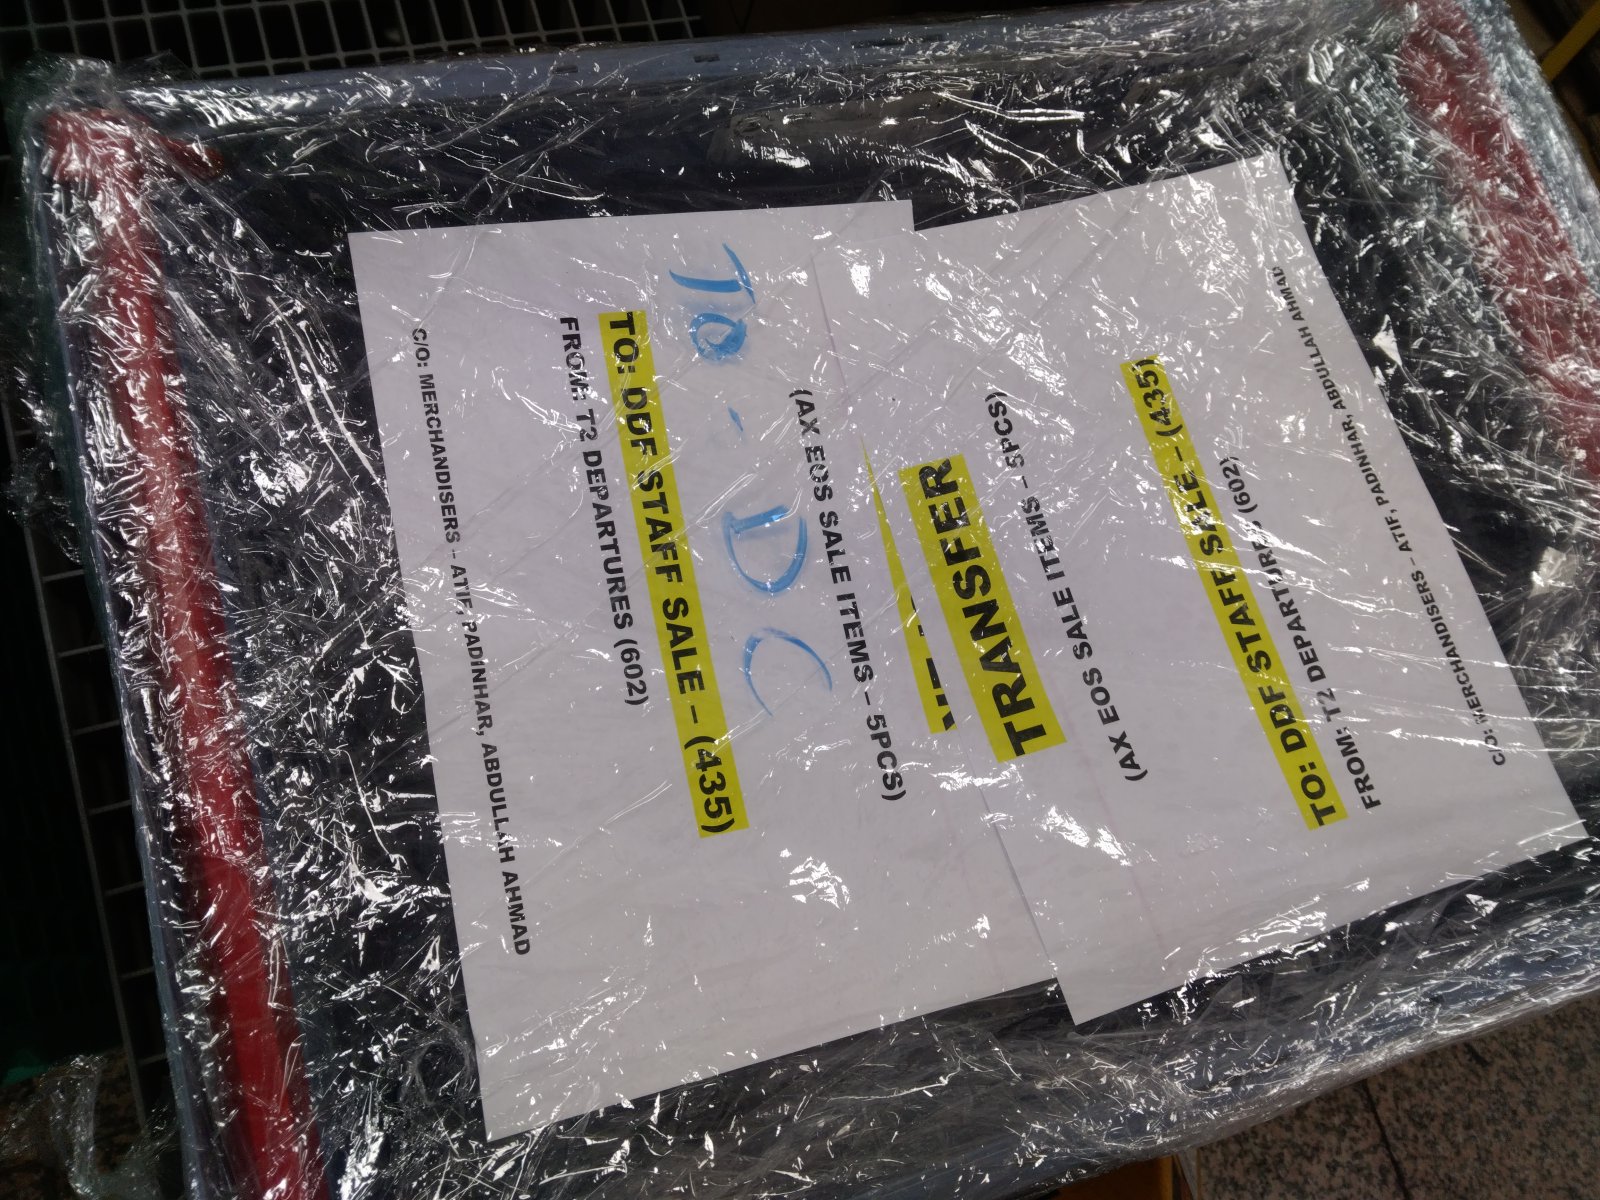 TRANSFER
(AX EOS SALE ITEMS – 5PCS)
TO: DDF STAFF SALE – (435)
FROM: T2 DEPARTURES (602)
C/O: MERCHANDISERS – ATIF, PADINHAR, ABDULLAH AHMAD
(AX EOS SALE ITEMS – 5PCS)
TO - DC
TO: DDF STAFF SALE – (435)
FROM: T2 DEPARTURES (602)
C/O: MERCHANDISERS – ATIF, PADINHAR, ABDULLAH AHMAD